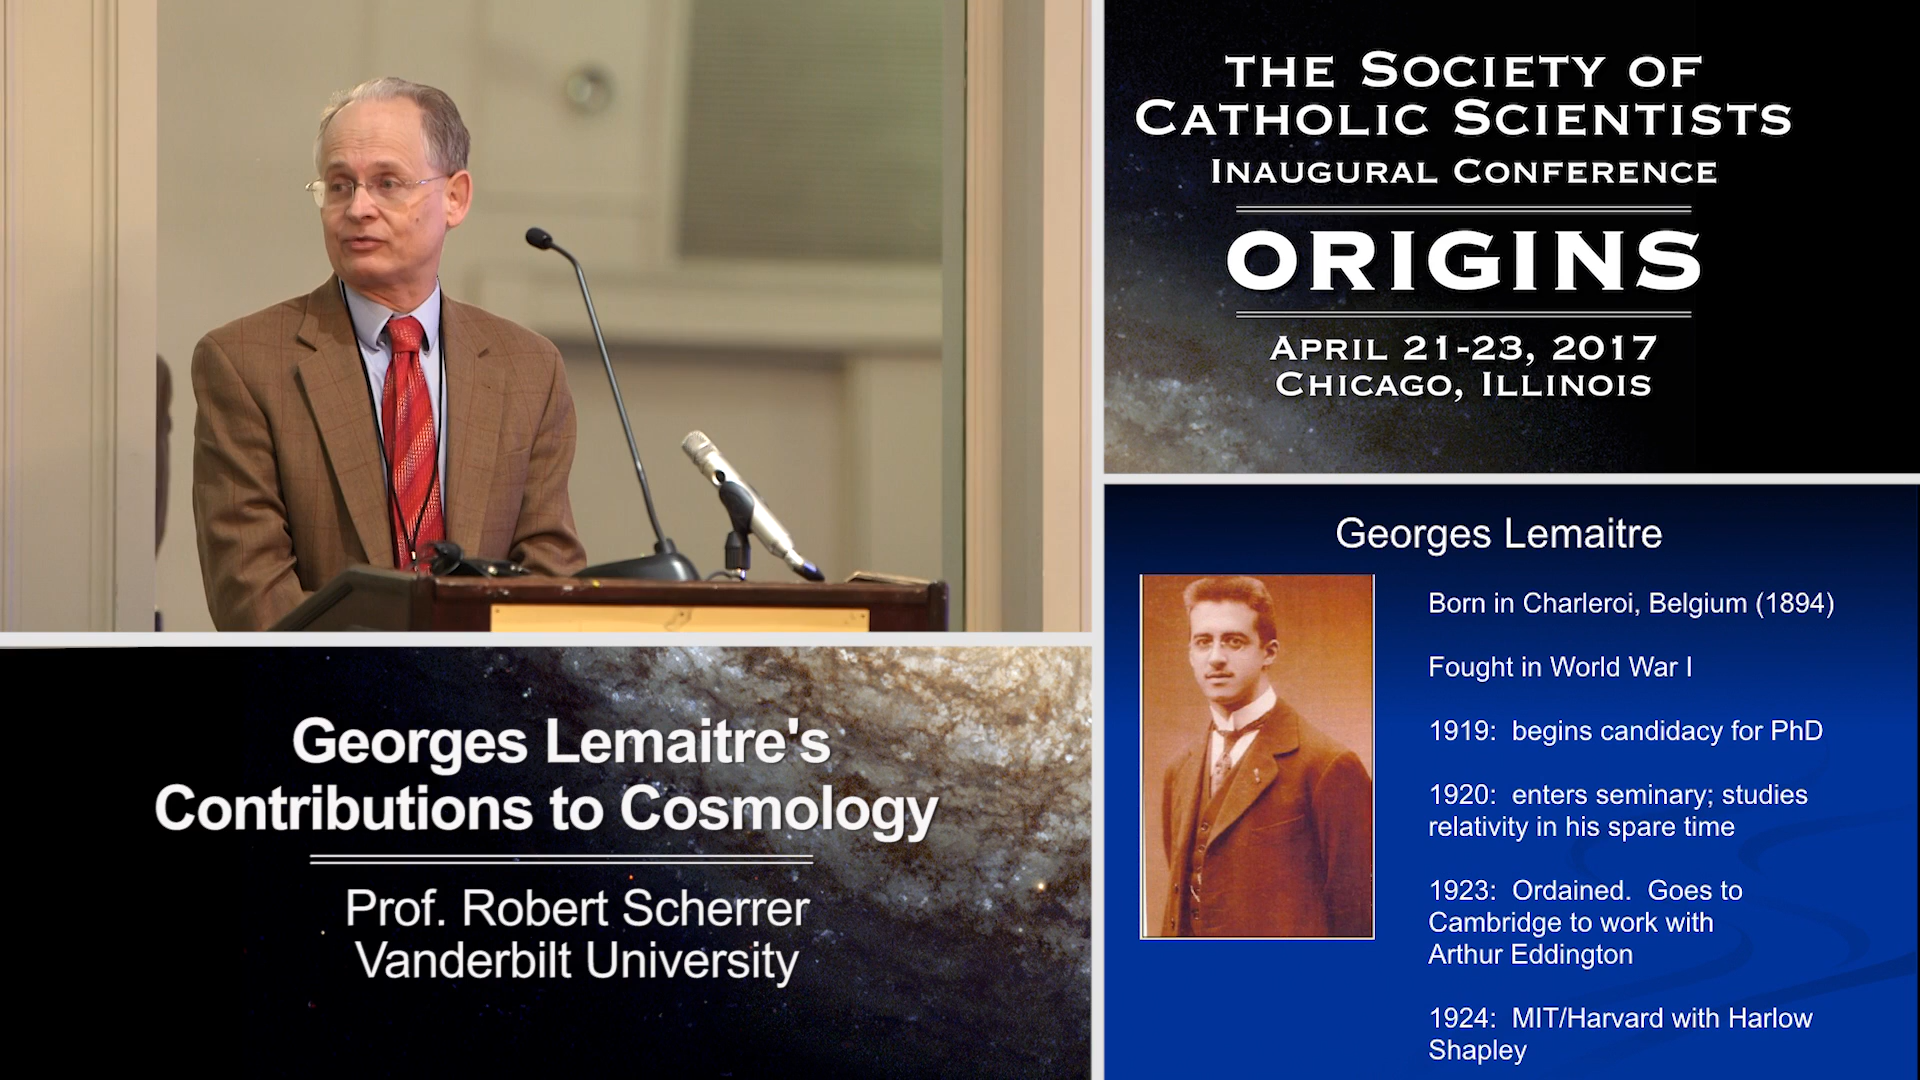 THE SOCIETY OF
CATHOLIC SCIENTISTS
INAUGURAL CONFERENCE
ORIGINS
APRIL 21-23, 2017
CHICAGO, ILLINOIS
Georges Lemaitre's
Contributions to Cosmology
Prof. Robert Scherrer
Vanderbilt University
Georges Lemaitre
Born in Charleroi, Belgium (1894)
Fought in World War I
1919: begins candidacy for PhD
1920: enters seminary; studies
relativity in his spare time
1923: Ordained. Goes to
Cambridge to work with
Arthur Eddington
1924: MIT/Harvard with Harlow
Shapley